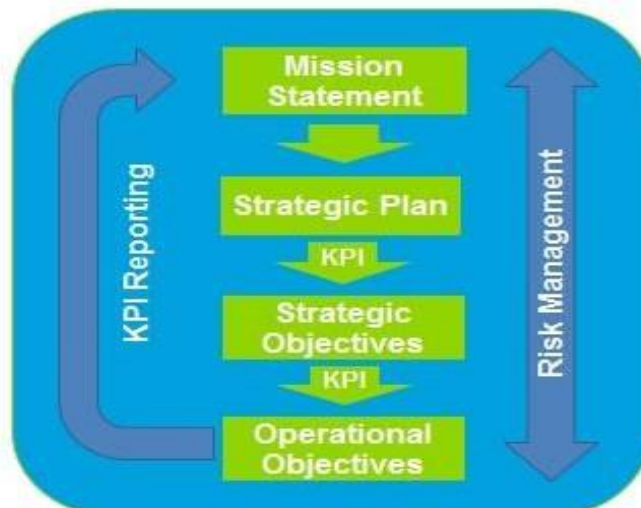 Mission
Statement
Strategic Plan
KPI
Strategic
Objectives
KPI
Operational
Objectives
KPI Reporting
Risk Management